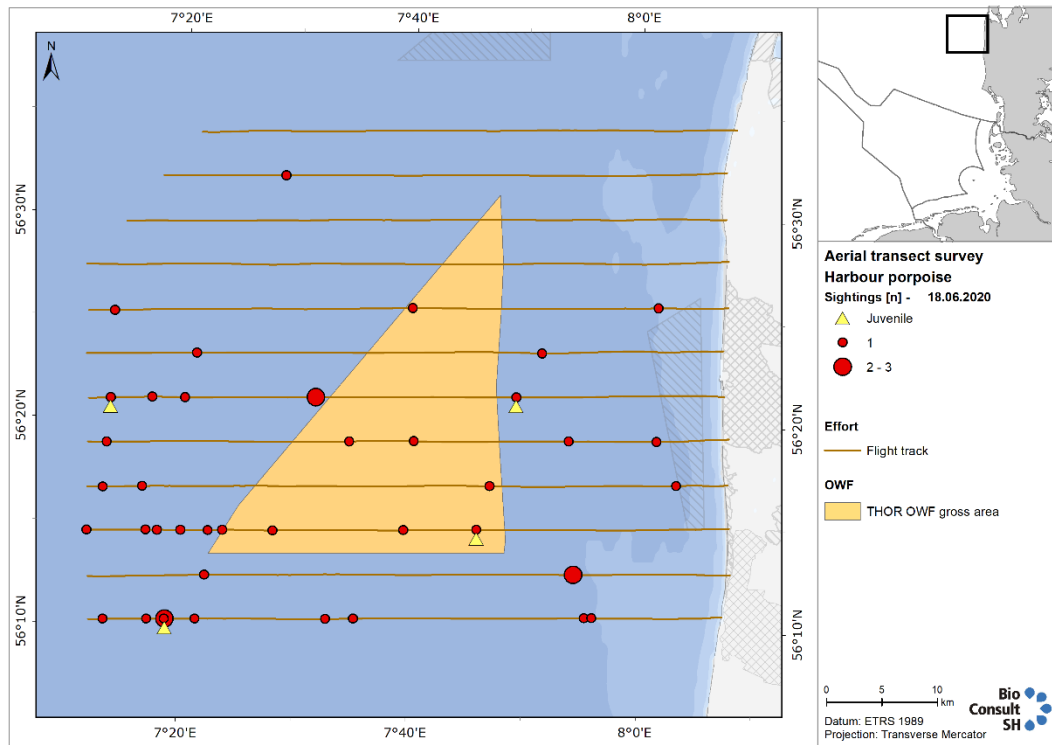 7°20'E
7°40'E
8°0'E
N
56°30'N
56°30'N
56°20'N
56°20'N
56°10'N
56°10'N
7°20'E
7°40'E
8°0'E
Aerial transect survey
Harbour porpoise
Sightings [n] - 18.06.2020
Juvenile
1
2 - 3
Effort
Flight track
OWF
THOR OWF gross area
0 5 10
km
Datum: ETRS 1989
Projection: Transverse Mercator
Bio
Consult
SH